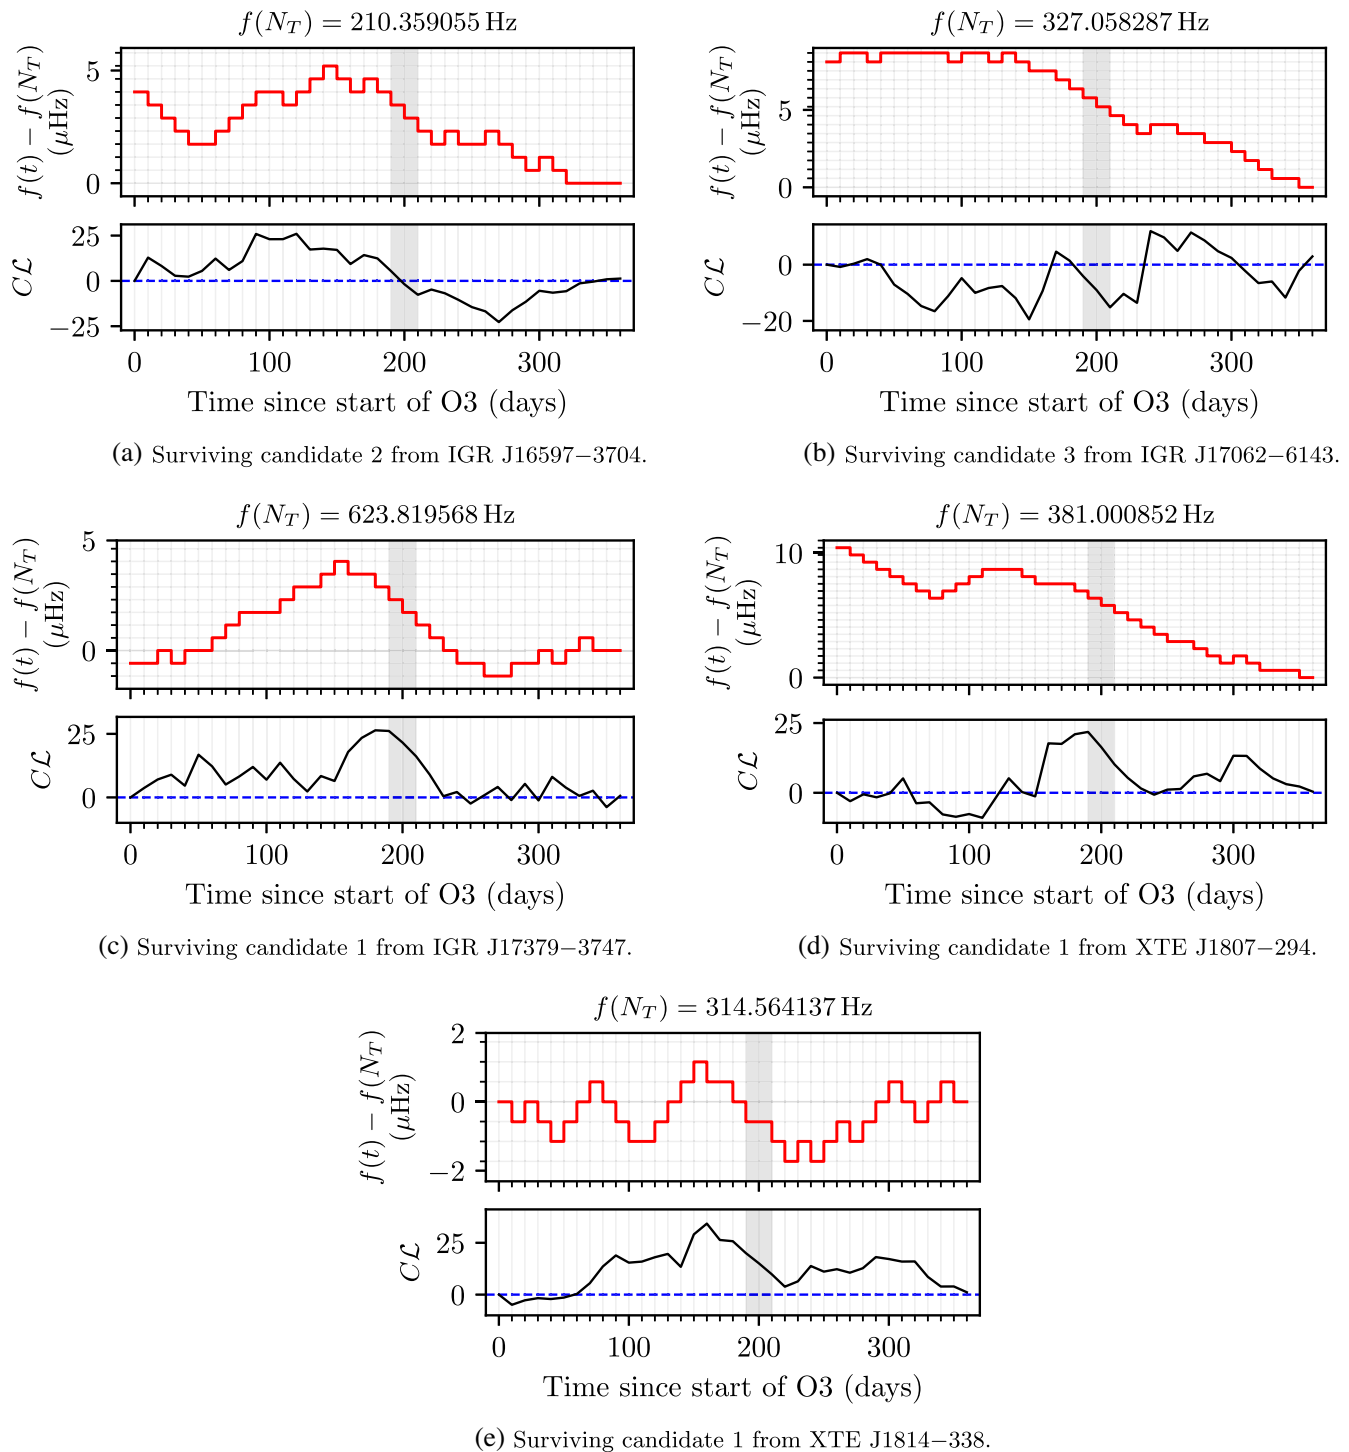 f(N_T) = 210.359055 Hz
f(t) − f(N_T)
(μHz)
5
0
CL
25
0
−25
0 100 200 300
Time since start of O3 (days)
(a) Surviving candidate 2 from IGR J16597−3704.
f(N_T) = 327.058287 Hz
f(t) − f(N_T)
(μHz)
5
0
CL
0
−20
0 100 200 300
Time since start of O3 (days)
(b) Surviving candidate 3 from IGR J17062−6143.
f(N_T) = 623.819568 Hz
f(t) − f(N_T)
(μHz)
5
0
CL
25
0
0 100 200 300
Time since start of O3 (days)
(c) Surviving candidate 1 from IGR J17379−3747.
f(N_T) = 381.000852 Hz
f(t) − f(N_T)
(μHz)
10
0
CL
25
0
0 100 200 300
Time since start of O3 (days)
(d) Surviving candidate 1 from XTE J1807−294.
f(N_T) = 314.564137 Hz
f(t) − f(N_T)
(μHz)
2
0
−2
CL
25
0
0 100 200 300
Time since start of O3 (days)
(e) Surviving candidate 1 from XTE J1814−338.